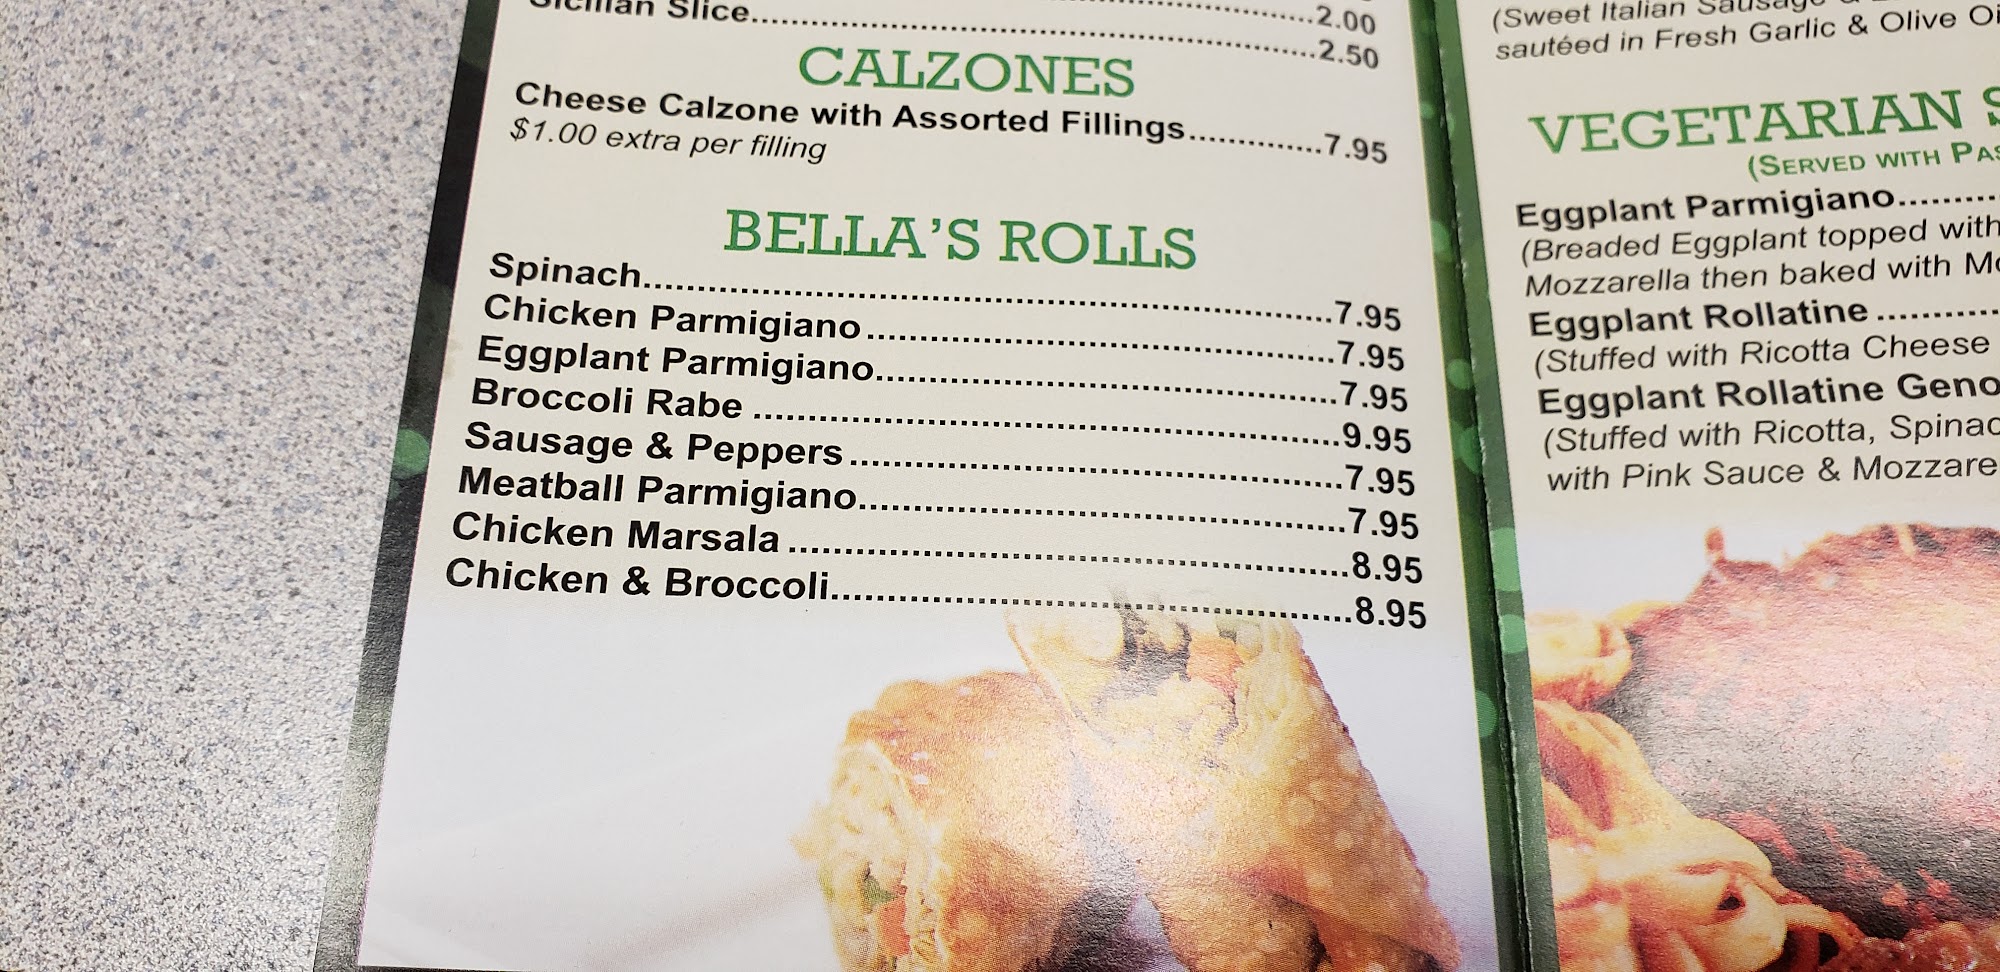 2.00
Sicilian Slice..........2.50
CALZONES
Cheese Calzone with Assorted Fillings..........7.95
$1.00 extra per filling
BELLA'S ROLLS
Spinach..........7.95
Chicken Parmigiano..........7.95
Eggplant Parmigiano..........7.95
Broccoli Rabe..........9.95
Sausage & Peppers..........7.95
Meatball Parmigiano..........7.95
Chicken Marsala..........8.95
Chicken & Broccoli..........8.95
(Sweet Italian Sausage &
sautéed in Fresh Garlic & Olive
VEGETARIAN
(SERVED WITH
Eggplant Parmigiano..........
(Breaded Eggplant topped with
Mozzarella then baked with
Eggplant Rollatine..........
(Stuffed with Ricotta Cheese
Eggplant Rollatine
(Stuffed with Ricotta,
with Pink Sauce &